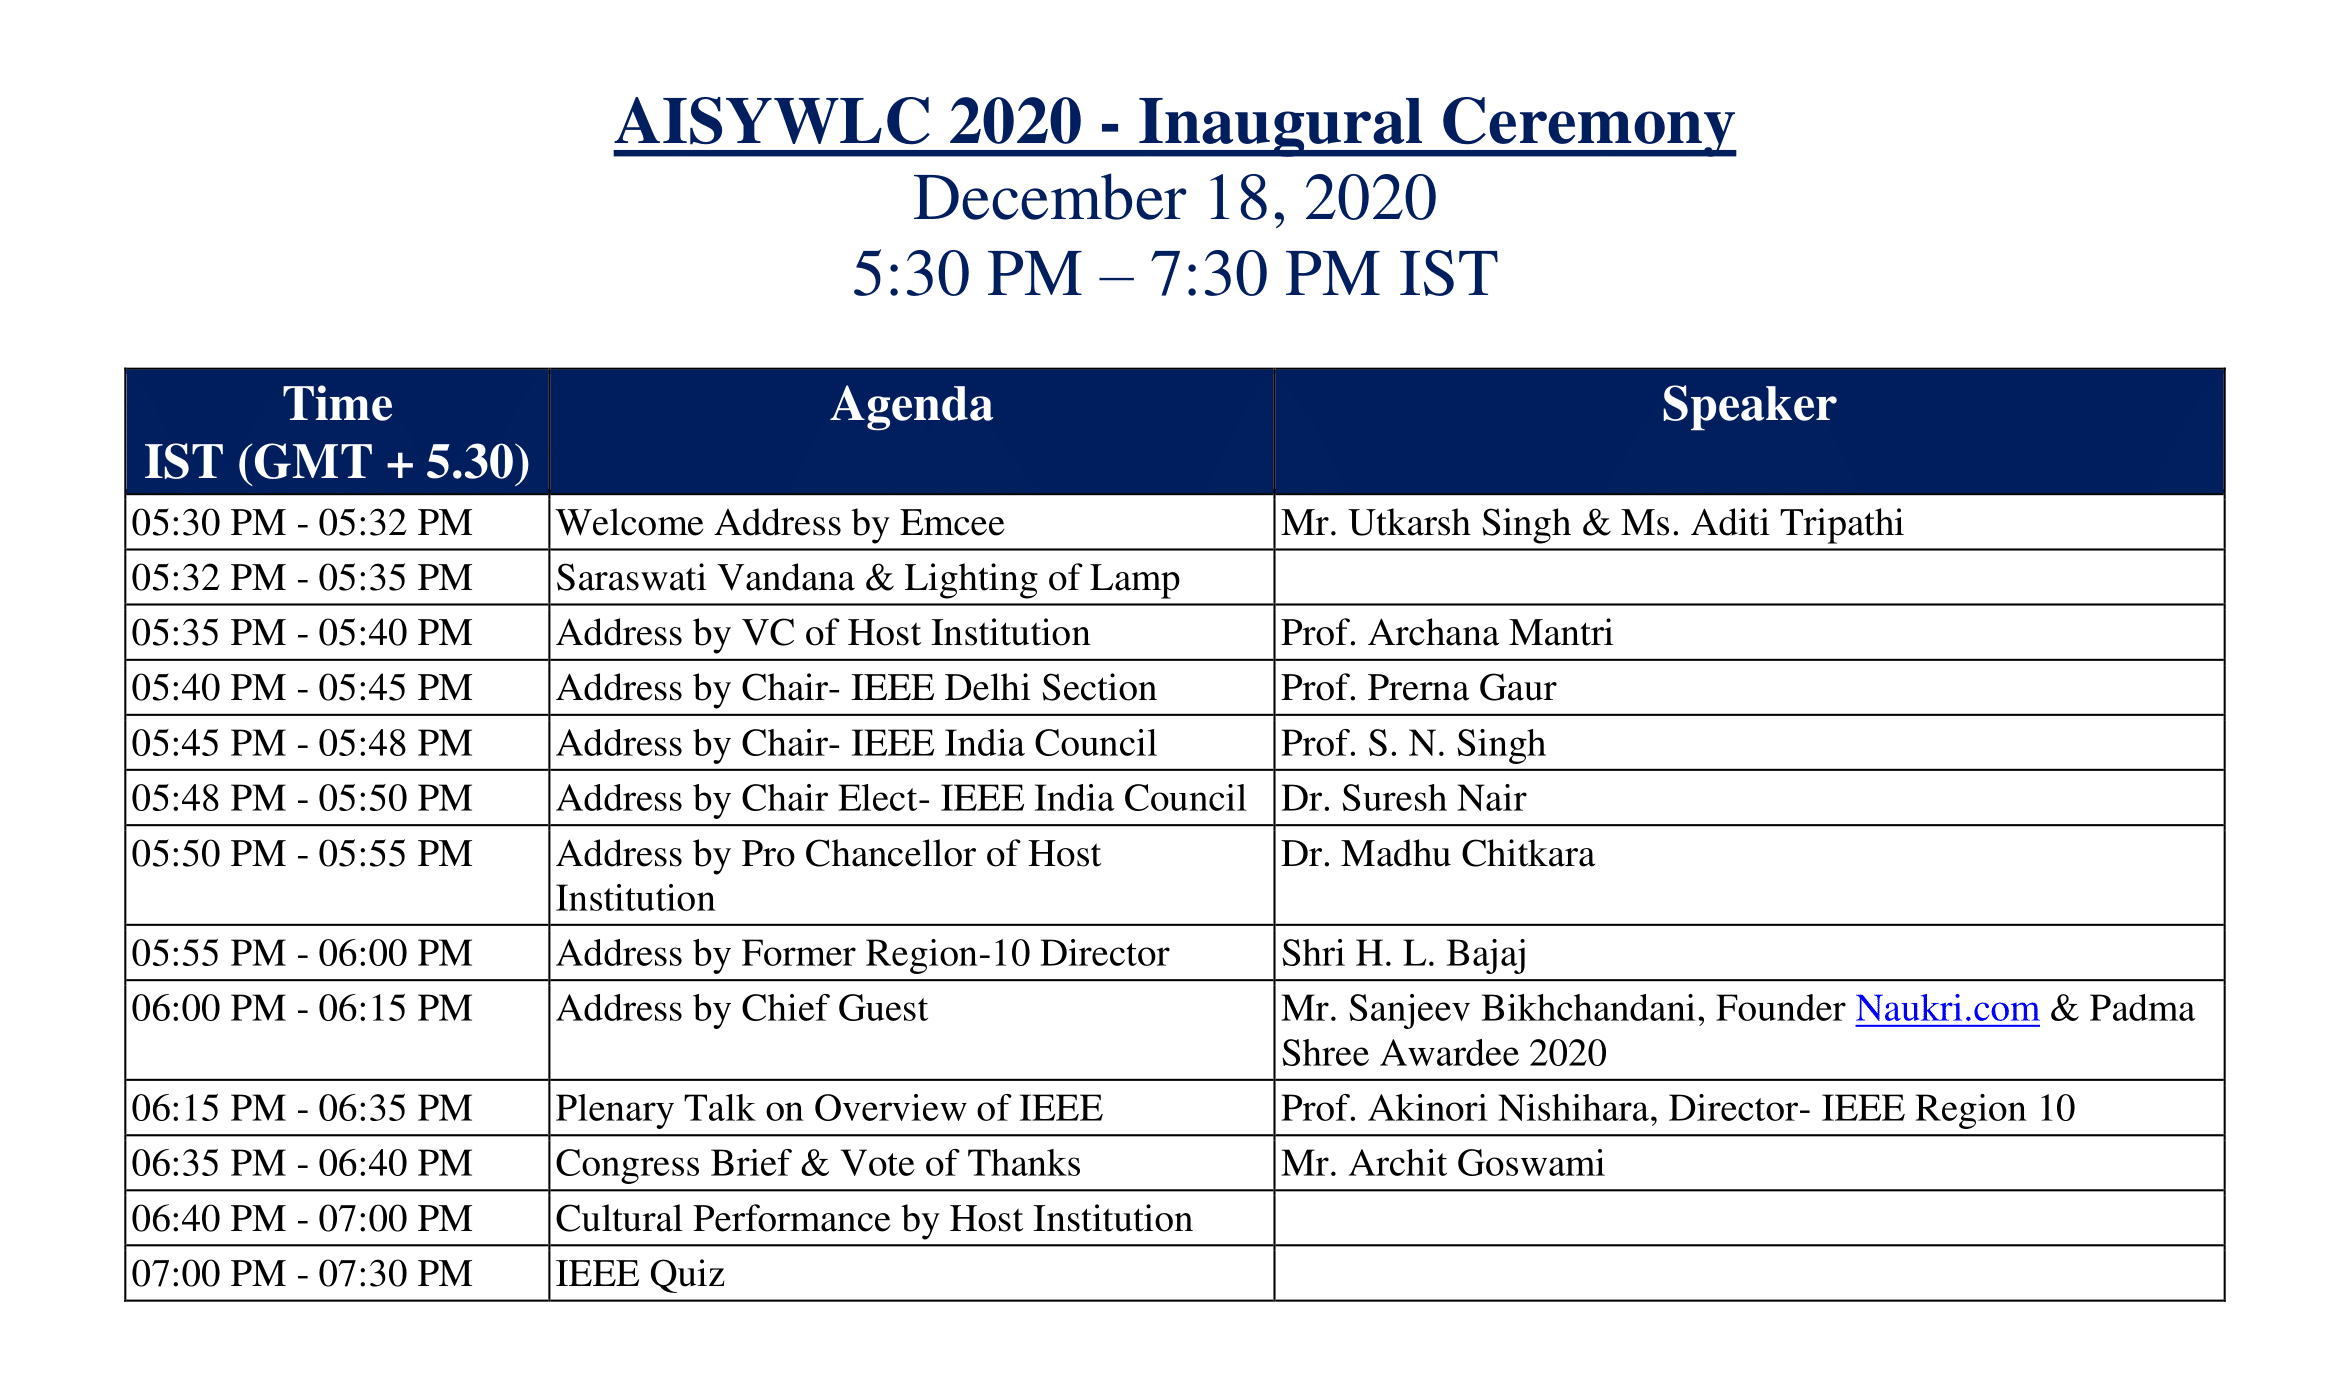 AISYWLC 2020 - Inaugural Ceremony
December 18, 2020
5:30 PM – 7:30 PM IST
Time Agenda Speaker
IST (GMT + 5.30)
05:30 PM - 05:32 PM Welcome Address by Emcee Mr. Utkarsh Singh & Ms. Aditi Tripathi
05:32 PM - 05:35 PM Saraswati Vandana & Lighting of Lamp
05:35 PM - 05:40 PM Address by VC of Host Institution Prof. Archana Mantri
05:40 PM - 05:45 PM Address by Chair- IEEE Delhi Section Prof. Prerna Gaur
05:45 PM - 05:48 PM Address by Chair- IEEE India Council Prof. S. N. Singh
05:48 PM - 05:50 PM Address by Chair Elect- IEEE India Council Dr. Suresh Nair
05:50 PM - 05:55 PM Address by Pro Chancellor of Host Dr. Madhu Chitkara
Institution
05:55 PM - 06:00 PM Address by Former Region-10 Director Shri H. L. Bajaj
06:00 PM - 06:15 PM Address by Chief Guest Mr. Sanjeev Bikhchandani, Founder Naukri.com & Padma
Shree Awardee 2020
06:15 PM - 06:35 PM Plenary Talk on Overview of IEEE Prof. Akinori Nishihara, Director- IEEE Region 10
06:35 PM - 06:40 PM Congress Brief & Vote of Thanks Mr. Archit Goswami
06:40 PM - 07:00 PM Cultural Performance by Host Institution
07:00 PM - 07:30 PM IEEE Quiz